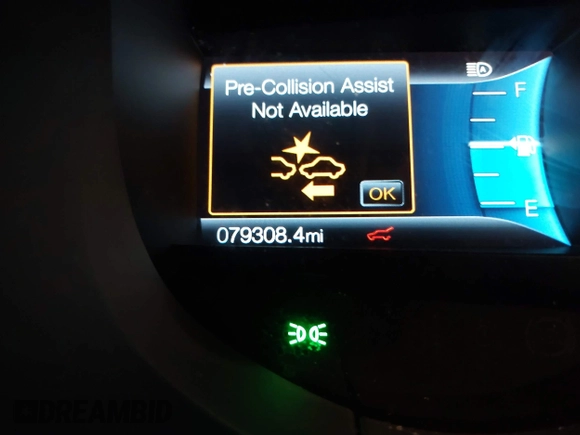 Pre-Collision Assist
Not Available
OK
A
F
E
079308.4mi
DREAMBID